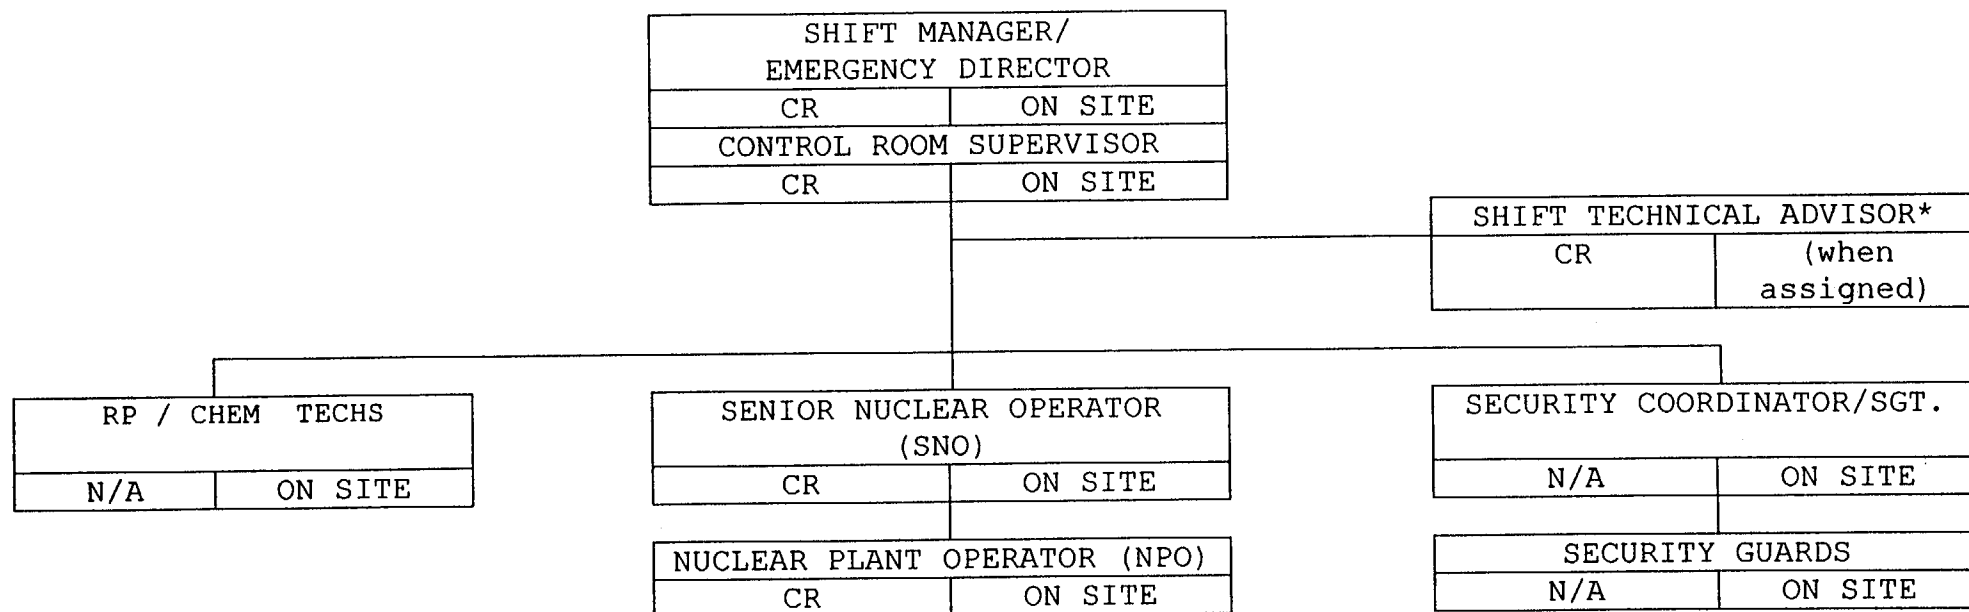 SHIFT MANAGER/
EMERGENCY DIRECTOR
CR ON SITE
CONTROL ROOM SUPERVISOR
CR ON SITE
SHIFT TECHNICAL ADVISOR*
CR (when
assigned)
RP / CHEM TECHS
N/A ON SITE
SENIOR NUCLEAR OPERATOR
(SNO)
CR ON SITE
SECURITY COORDINATOR/SGT.
N/A ON SITE
NUCLEAR PLANT OPERATOR (NPO)
CR ON SITE
SECURITY GUARDS
N/A ON SITE